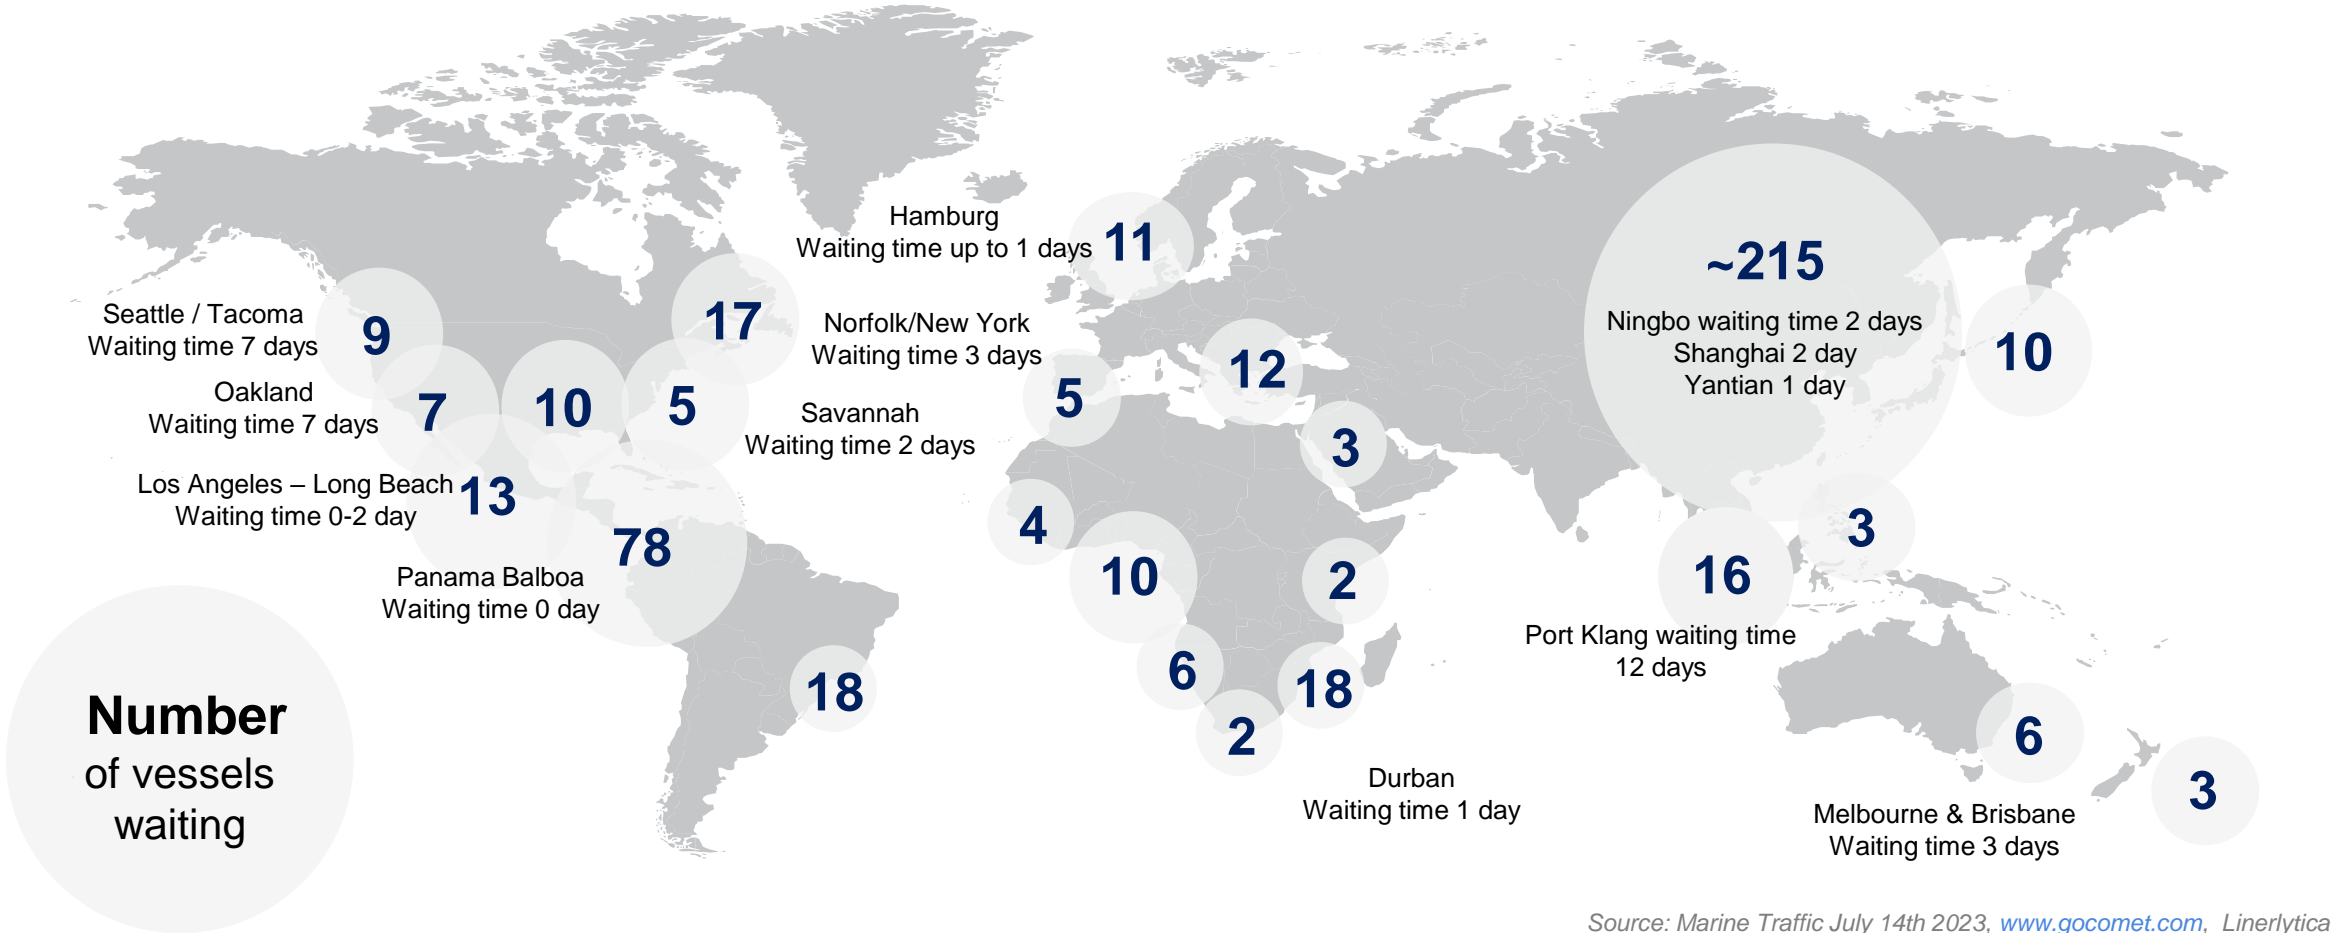 Hamburg
Waiting time up to 1 days
11
~215
Ningbo waiting time 2 days
Shanghai 2 day
Yantian 1 day
Seattle / Tacoma
Waiting time 7 days
9
17
Norfolk/New York
Waiting time 3 days
12
10
Oakland
Waiting time 7 days
7
10
5
Savannah
Waiting time 2 days
5
3
Los Angeles – Long Beach
Waiting time 0-2 day
13
78
Panama Balboa
Waiting time 0 day
4
10
2
3
16
Port Klang waiting time
12 days
18
6
18
2
Durban
Waiting time 1 day
6
Melbourne & Brisbane
Waiting time 3 days
3
Number
of vessels
waiting
Source: Marine Traffic July 14th 2023, www.gocomet.com, Linerlytica